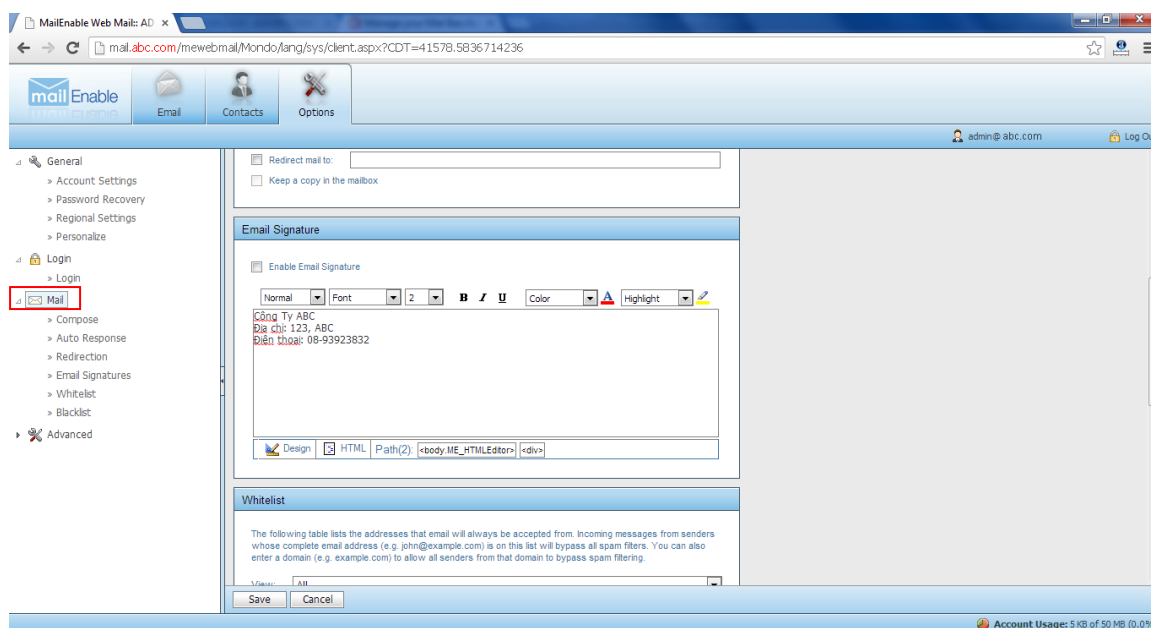 MailEnable Web Mail:: AD ×
mail.abc.com/mewebmail/Mondo/lang/sys/client.aspx?CDT=41578.5836714236
mail Enable
Email
Contacts
Options
admin@abc.com
Log Ou
General
» Account Settings
» Password Recovery
» Regional Settings
» Personalize
Login
» Login
Mail
» Compose
» Auto Response
» Redirection
» Email Signatures
» Whitelist
» Blacklist
Advanced
Redirect mail to:
Keep a copy in the mailbox
Email Signature
Enable Email Signature
Normal Font 2 B I U Color A Highlight
Công Ty ABC
Địa chỉ: 123, ABC
Điện thoại: 08-93923832
Design HTML Path(2): <body.ME_HTMLEditor> <div>
Whitelist
The following table lists the addresses that email will always be accepted from. Incoming messages from senders
whose complete email address (e.g. john@example.com) is on this list will bypass all spam filters. You can also
enter a domain (e.g. example.com) to allow all senders from that domain to bypass spam filtering.
View: All
Save Cancel
Account Usage: 5 KB of 50 MB (0.0%